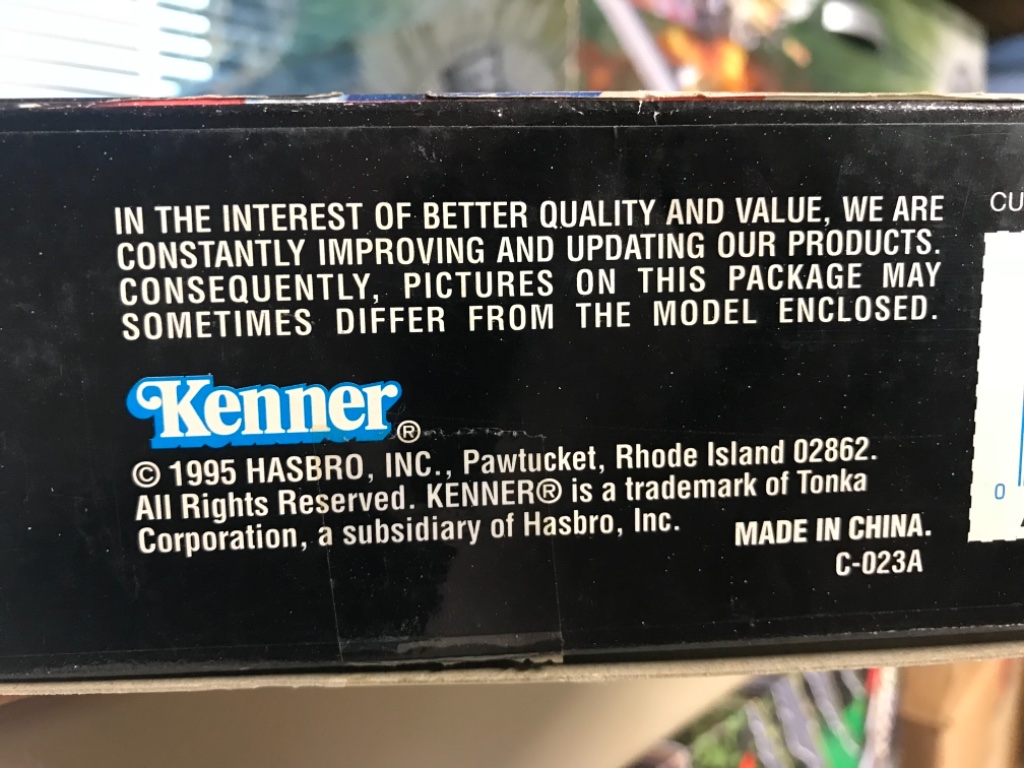 IN THE INTEREST OF BETTER QUALITY AND VALUE, WE ARE
CONSTANTLY IMPROVING AND UPDATING OUR PRODUCTS.
CONSEQUENTLY, PICTURES ON THIS PACKAGE MAY
SOMETIMES DIFFER FROM THE MODEL ENCLOSED.
Kenner®
© 1995 HASBRO, INC., Pawtucket, Rhode Island 02862.
All Rights Reserved. KENNER® is a trademark of Tonka
Corporation, a subsidiary of Hasbro, Inc.
MADE IN CHINA.
C-023A
CU
0